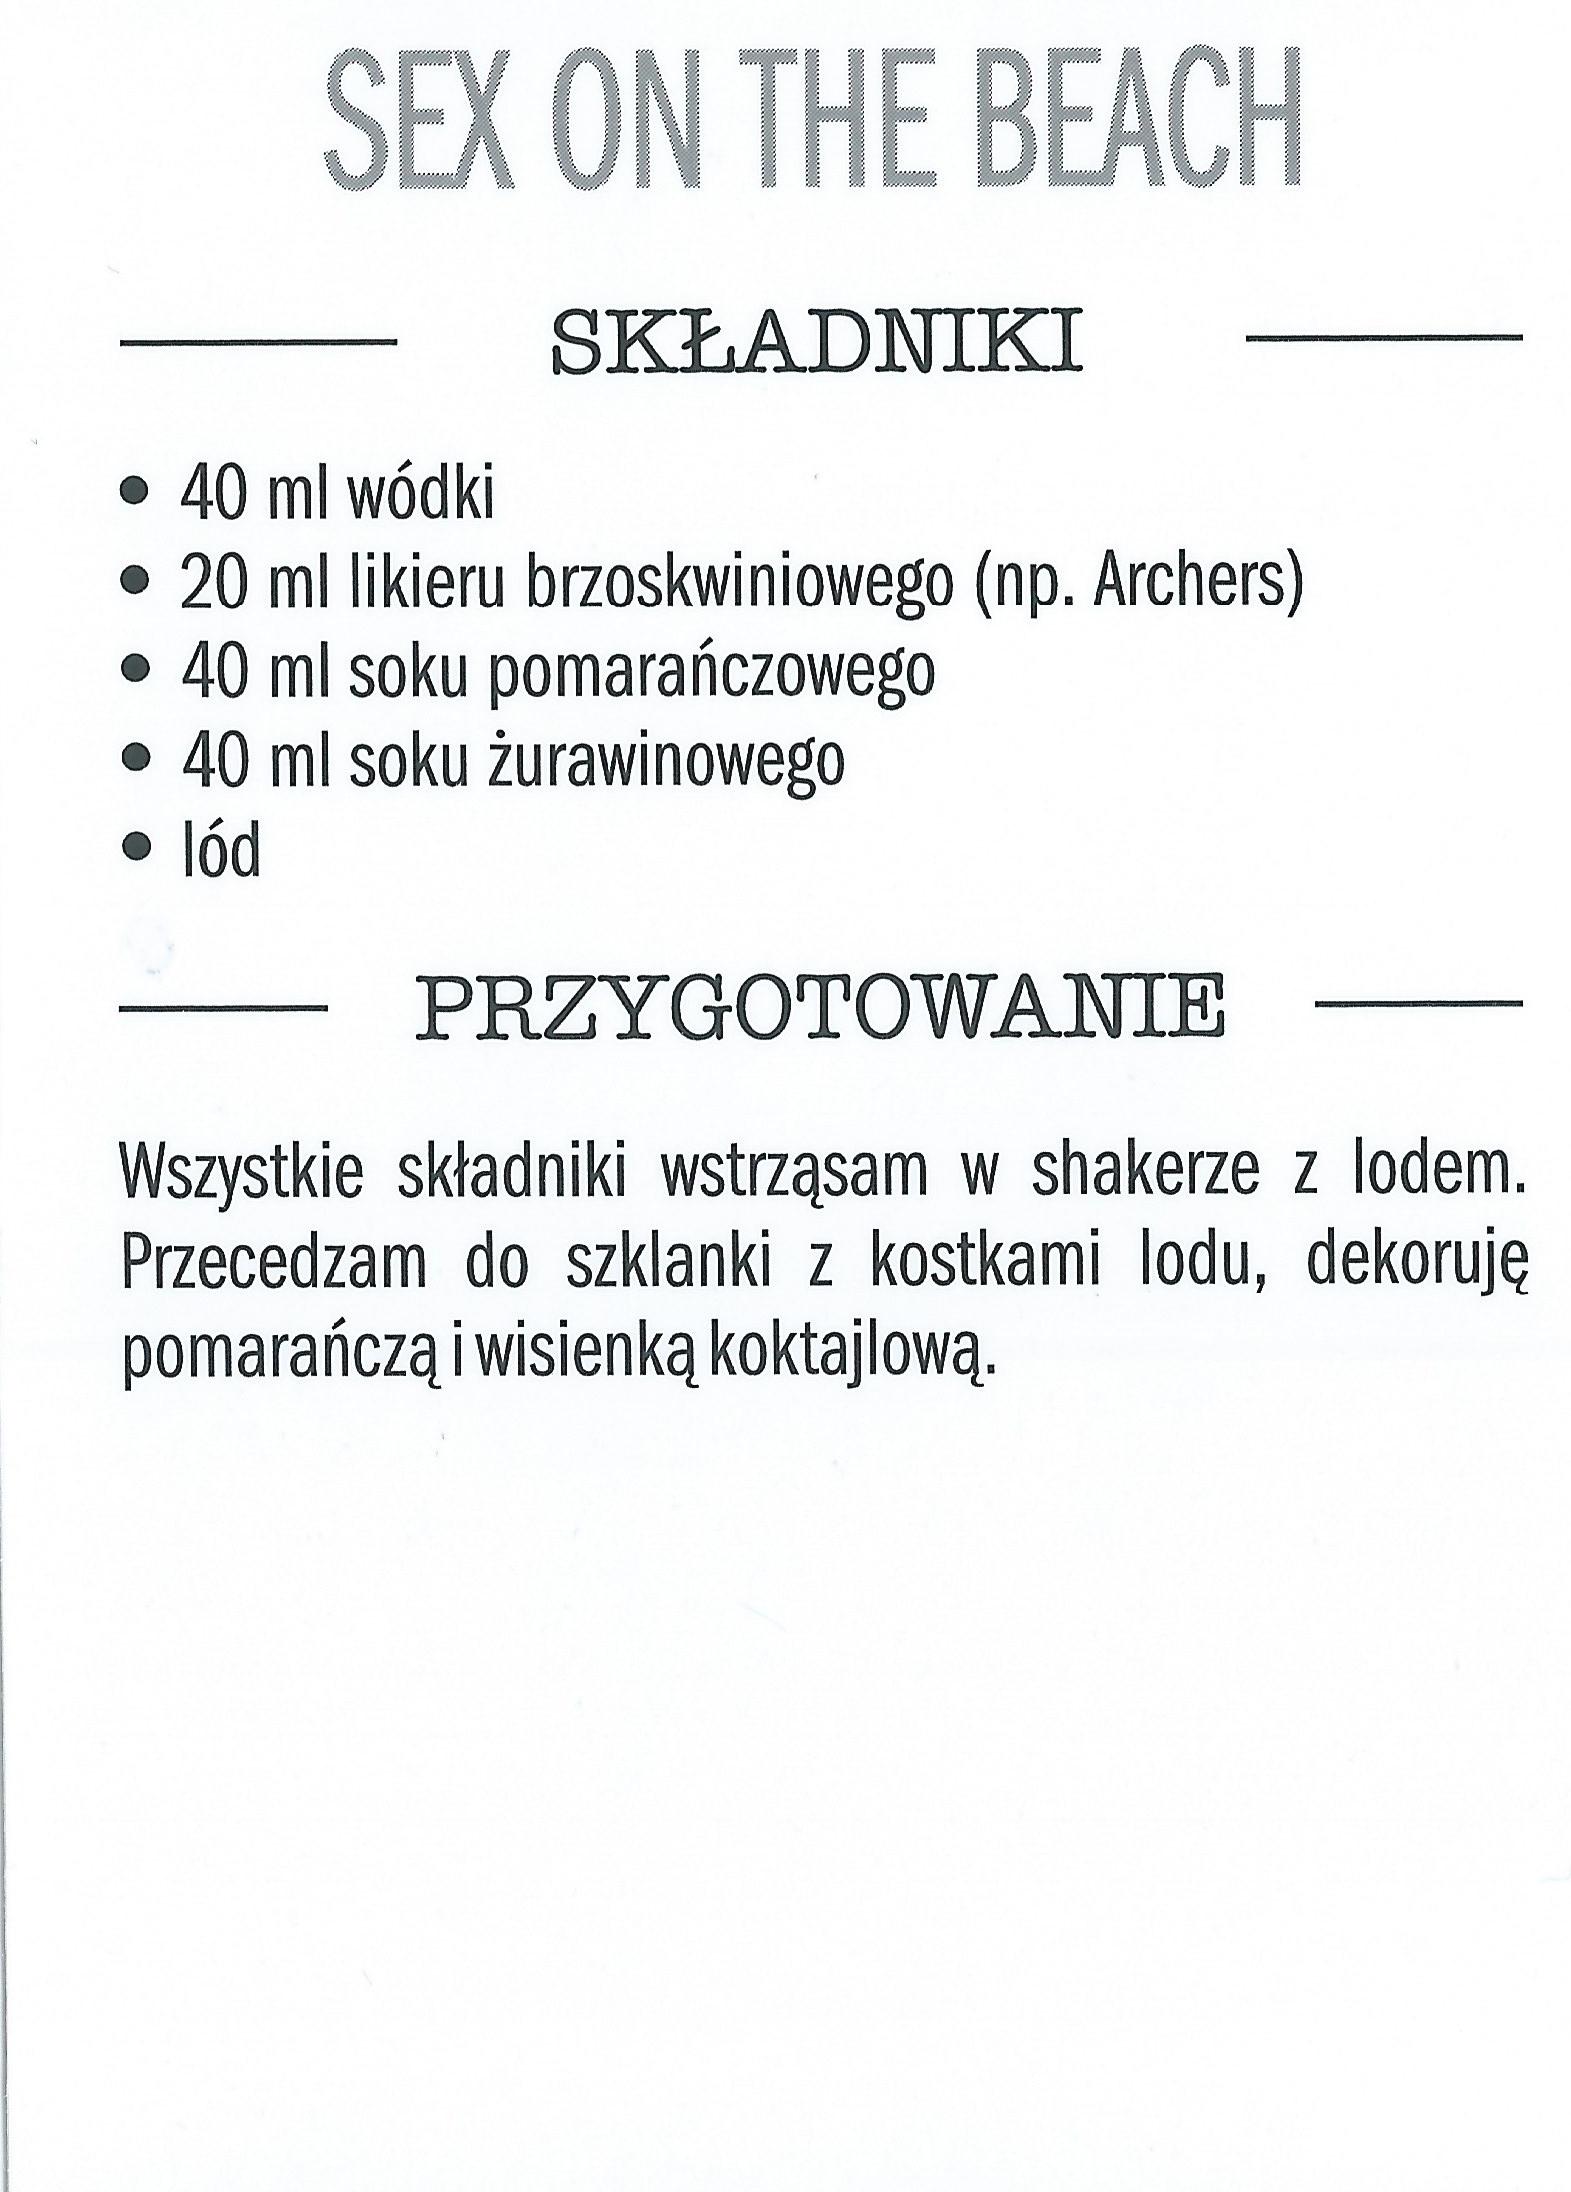 SEX ON THE BEACH
SKŁADNIKI
• 40 ml wódki
• 20 ml likieru brzoskwiniowego (np. Archers)
• 40 ml soku pomarańczowego
• 40 ml soku żurawinowego
• lód
PRZYGOTOWANIE
Wszystkie składniki wstrząsam w shakerze z lodem.
Przecedzam do szklanki z kostkami lodu, dekoruję
pomarańczą i wisienką koktajlową.